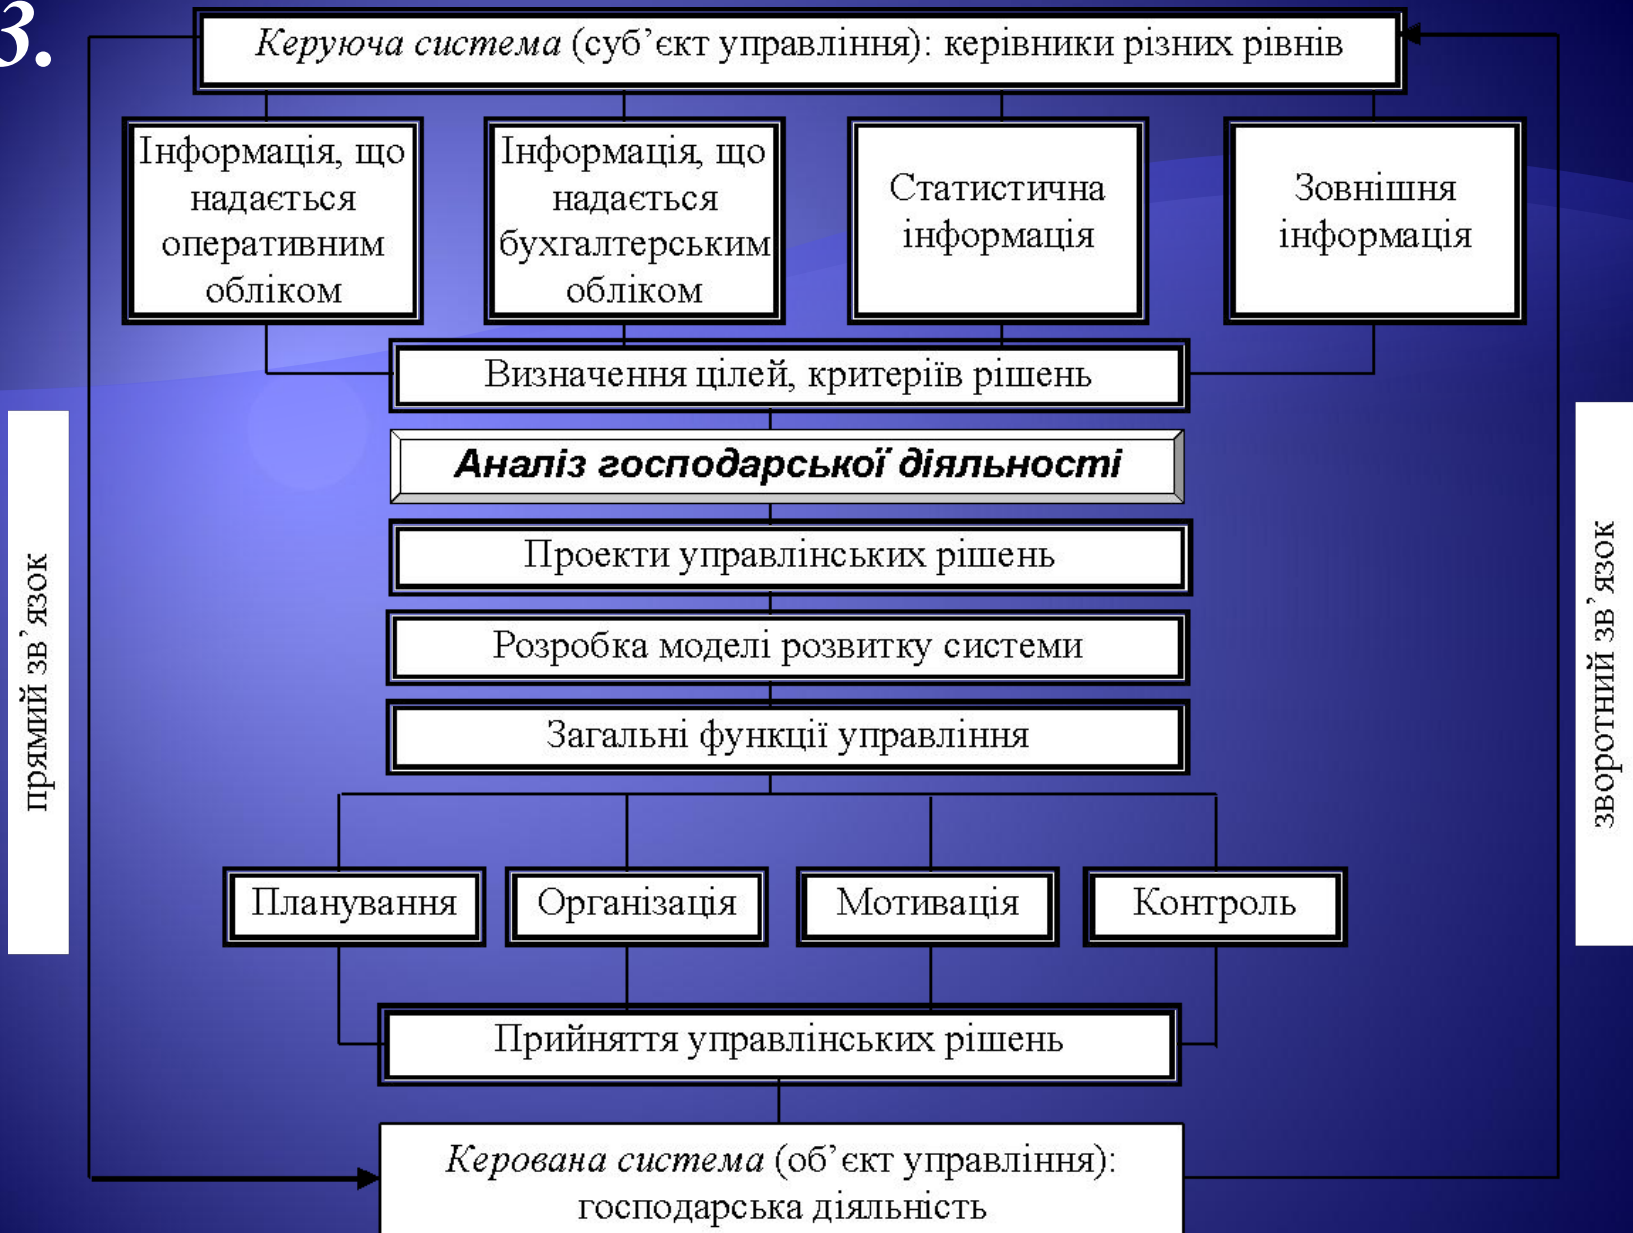 3.
Керуюча система (суб’єкт управління): керівники різних рівнів
Інформація, що
надається
оперативним
обліком
Інформація, що
надається
бухгалтерським
обліком
Статистична
інформація
Зовнішня
інформація
Визначення цілей, критеріїв рішень
Аналіз господарської діяльності
Проекти управлінських рішень
Розробка моделі розвитку системи
Загальні функції управління
прямий зв’язок
зворотний зв’язок
Планування
Організація
Мотивація
Контроль
Прийняття управлінських рішень
Керована система (об’єкт управління):
господарська діяльність